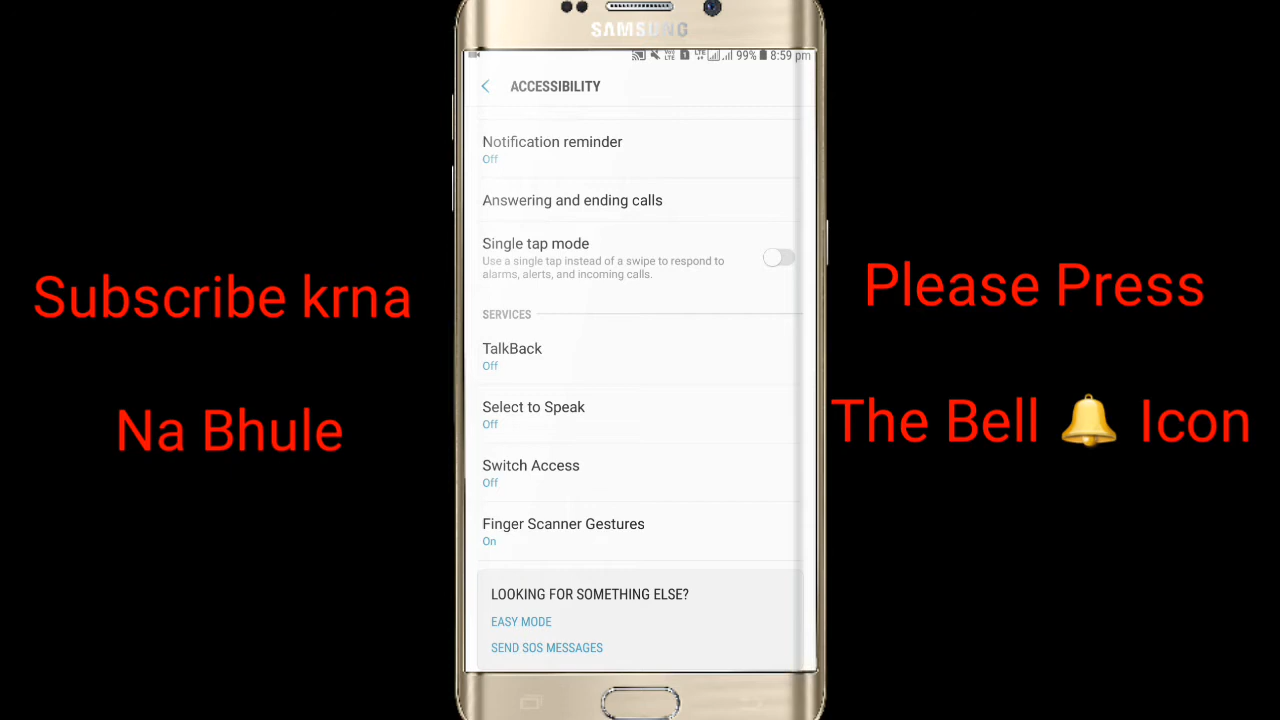 SAMSUNG
99% 8:59 pm
ACCESSIBILITY
Notification reminder
Off
Answering and ending calls
Single tap mode
Use a single tap instead of a swipe to respond to
alarms, alerts, and incoming calls.
SERVICES
TalkBack
Off
Select to Speak
Off
Switch Access
Off
Finger Scanner Gestures
On
LOOKING FOR SOMETHING ELSE?
EASY MODE
SEND SOS MESSAGES
Subscribe krna
Na Bhule
Please Press
The Bell 🔔 Icon